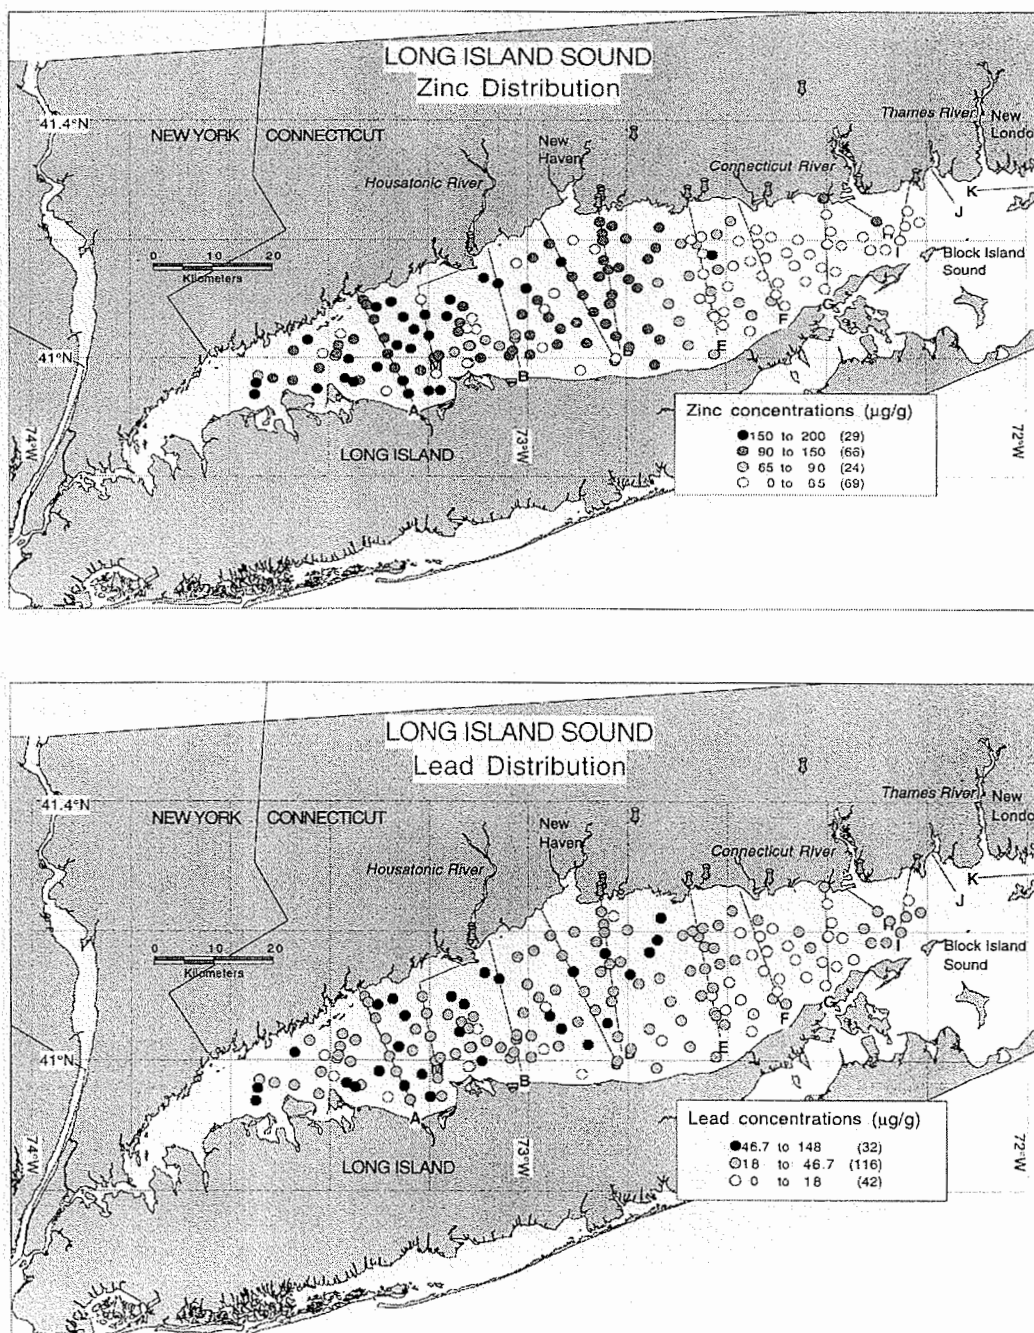 LONG ISLAND SOUND
Zinc Distribution
41.4°N
NEW YORK
CONNECTICUT
Housatonic River
New
Haven
Connecticut River
Thames River
New
London
K
J
H
I
Block Island
Sound
0 10 20
Kilometers
G
F
E
41°N
M
B
A
74°W
73°W
72°W
LONG ISLAND
Zinc concentrations (µg/g)
150 to 200 (29)
90 to 150 (66)
65 to 90 (24)
0 to 65 (69)
LONG ISLAND SOUND
Lead Distribution
41.4°N
NEW YORK
CONNECTICUT
Housatonic River
New
Haven
Connecticut River
Thames River
New
London
K
J
H
I
Block Island
Sound
0 10 20
Kilometers
G
F
E
41°N
M
B
A
74°W
73°W
72°W
LONG ISLAND
Lead concentrations (µg/g)
46.7 to 148 (32)
18 to 46.7 (116)
0 to 18 (42)